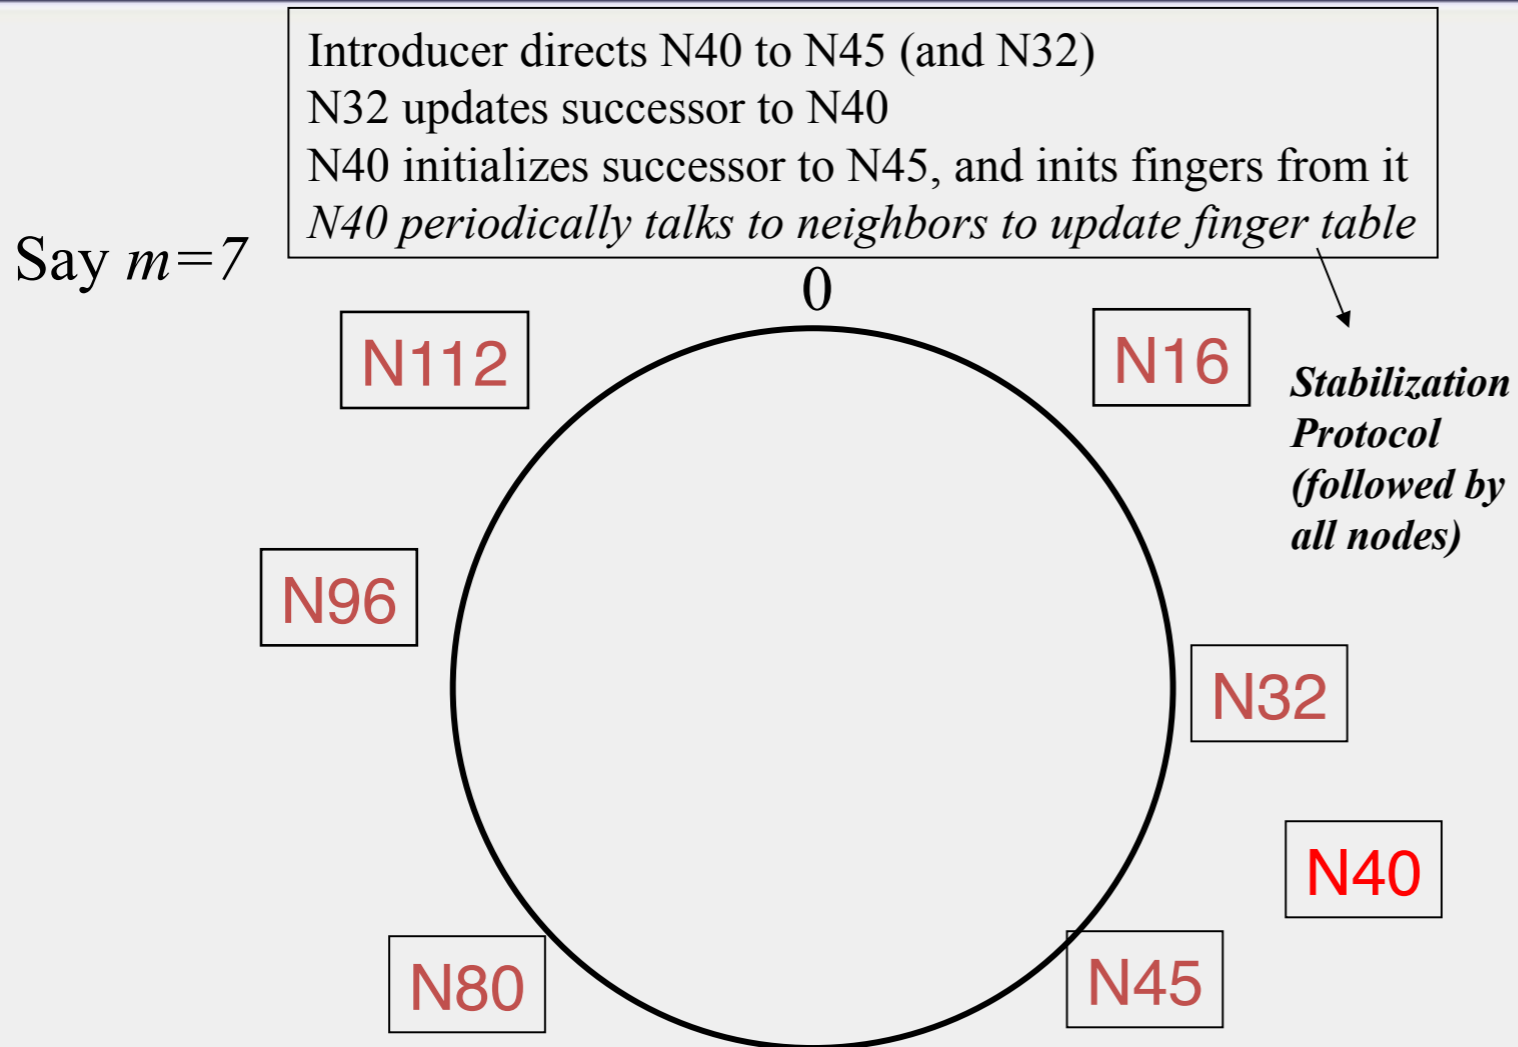 Introducer directs N40 to N45 (and N32)
N32 updates successor to N40
N40 initializes successor to N45, and inits fingers from it
N40 periodically talks to neighbors to update finger table
Say m=7
0
N112
N16
Stabilization
Protocol
(followed by
all nodes)
N96
N32
N40
N80
N45